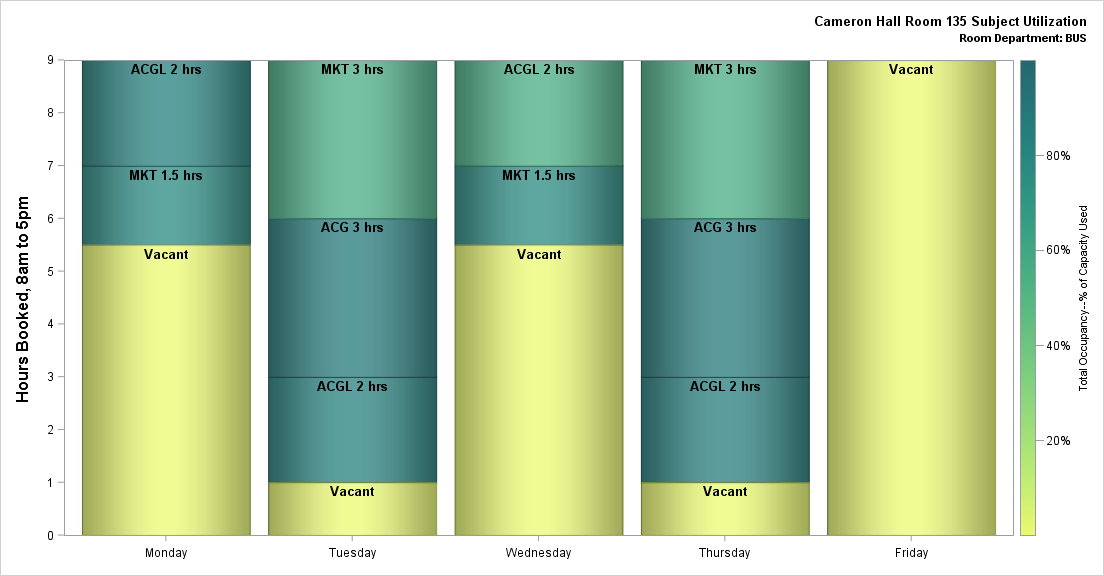 Cameron Hall Room 135 Subject Utilization
Room Department: BUS
Hours Booked, 8am to 5pm
9
8
7
6
5
4
3
2
1
0
ACGL 2 hrs
MKT 1.5 hrs
Vacant
MKT 3 hrs
ACG 3 hrs
ACGL 2 hrs
Vacant
ACGL 2 hrs
MKT 1.5 hrs
Vacant
MKT 3 hrs
ACG 3 hrs
ACGL 2 hrs
Vacant
Vacant
Monday
Tuesday
Wednesday
Thursday
Friday
80%
60%
40%
20%
Total Occupancy--% of Capacity Used